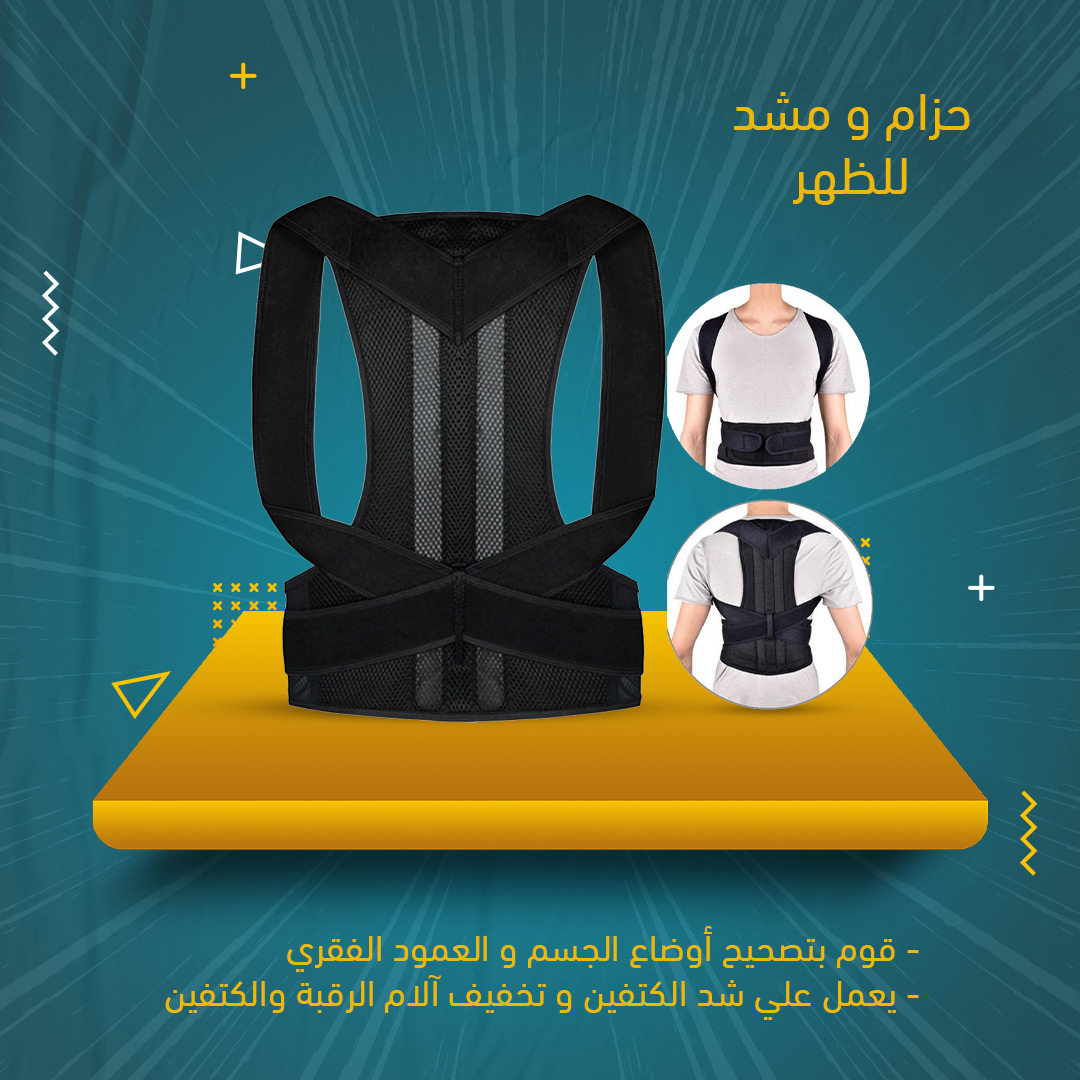 حزام و مشد
للظهر
- قوم بتصحيح أوضاع الجسم و العمود الفقري
- يعمل علي شد الكتفين و تخفيف آلام الرقبة والكتفين